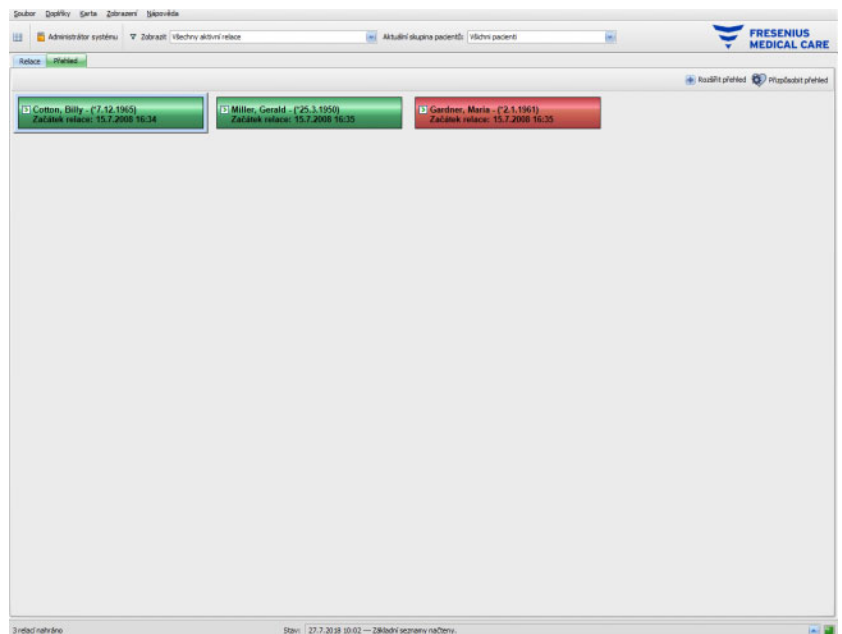 Soubor Doplňky Karta Zobrazení Nápověda
Administrátor systému Zobrazit Všechny aktivní relace Aktuální skupina pacientů: Všichni pacienti
FRESENIUS
MEDICAL CARE
Relace Přehled
Rozšířit přehled Přizpůsobit přehled
Cotton, Billy - (*7.12.1965)
Začátek relace: 15.7.2008 16:34
Miller, Gerald - (*25.3.1950)
Začátek relace: 15.7.2008 16:35
Gardner, Maria - (*2.1.1961)
Začátek relace: 15.7.2008 16:35
3 relací nahráno Stav: 27.7.2018 10:02 — Základní seznamy načteny.